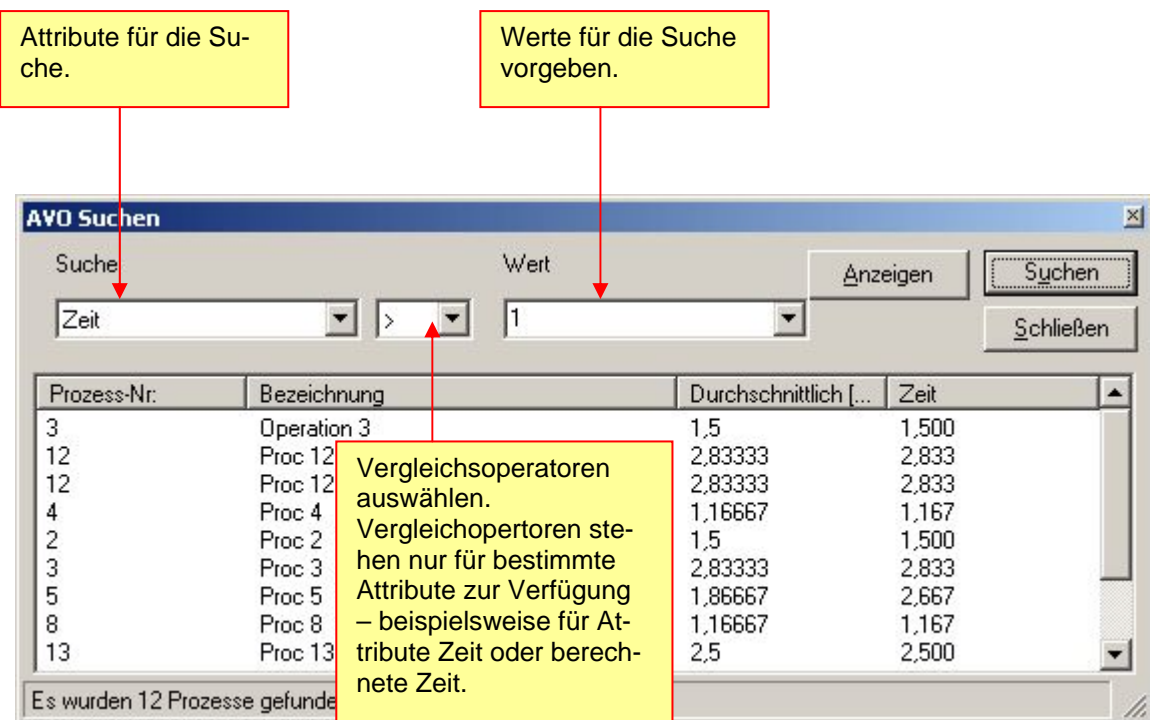 Attribute für die Su-
che.
Werte für die Suche
vorgeben.
AVO Suchen
Suche
Wert
Anzeigen
Suchen
Zeit
>
1
Schließen
Prozess-Nr: Bezeichnung Durchschnittlich [... Zeit
3 Operation 3 1,5 1,500
12 Proc 12 2,83333 2,833
12 Proc 12 2,83333 2,833
4 Proc 4 1,16667 1,167
2 Proc 2 1,5 1,500
3 Proc 3 2,83333 2,833
5 Proc 5 1,86667 2,667
8 Proc 8 1,16667 1,167
13 Proc 13 2,5 2,500
Vergleichsoperatoren
auswählen.
Vergleichopertoren ste-
hen nur für bestimmte
Attribute zur Verfügung
– beispielsweise für At-
tribute Zeit oder berech-
nete Zeit.
Es wurden 12 Prozesse gefunde